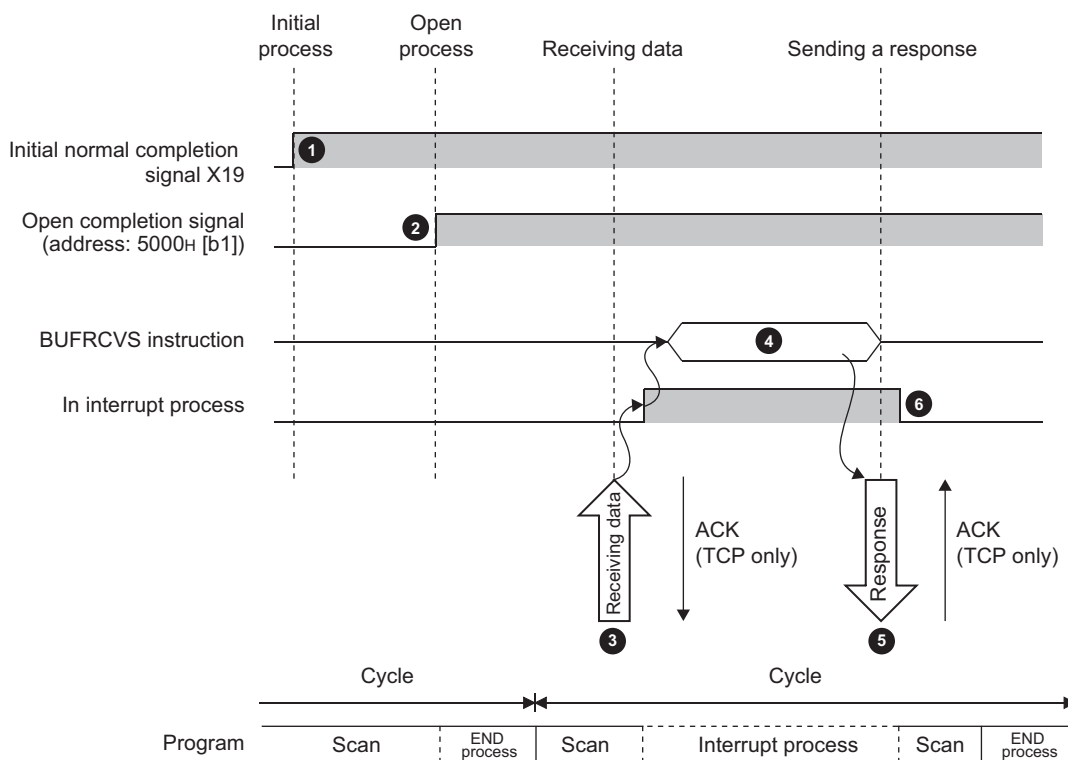 Initial
process
Open
process
Receiving data
Sending a response
Initial normal completion
signal X19
1
Open completion signal
(address: 5000H [b1])
2
BUFRCVS instruction
4
In interrupt process
6
Receiving data
ACK
(TCP only)
Response
ACK
(TCP only)
3
5
Cycle
Cycle
Program
Scan
END
process
Scan
Interrupt process
Scan
END
process